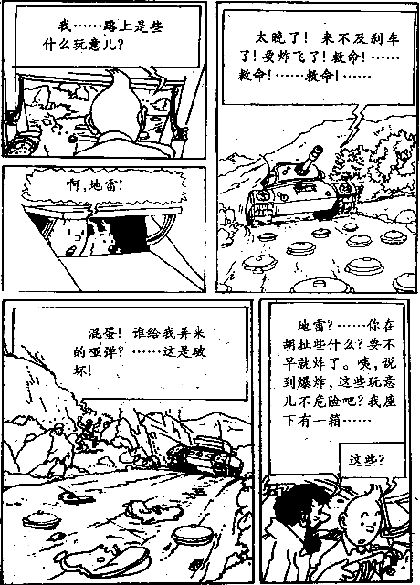 我……路上是些
什么玩意儿？
太晚了！来不及刹车
了！要炸飞了！救命！……
救命！……救命！……
啊，地雷！
混蛋！谁给我弄来
的哑弹？……这是破
坏！
地雷？……你在
胡扯些什么？要不
早就炸了。咦，说
到爆炸，这些玩意
儿不危险吧？我座
下有一箱……
这些？